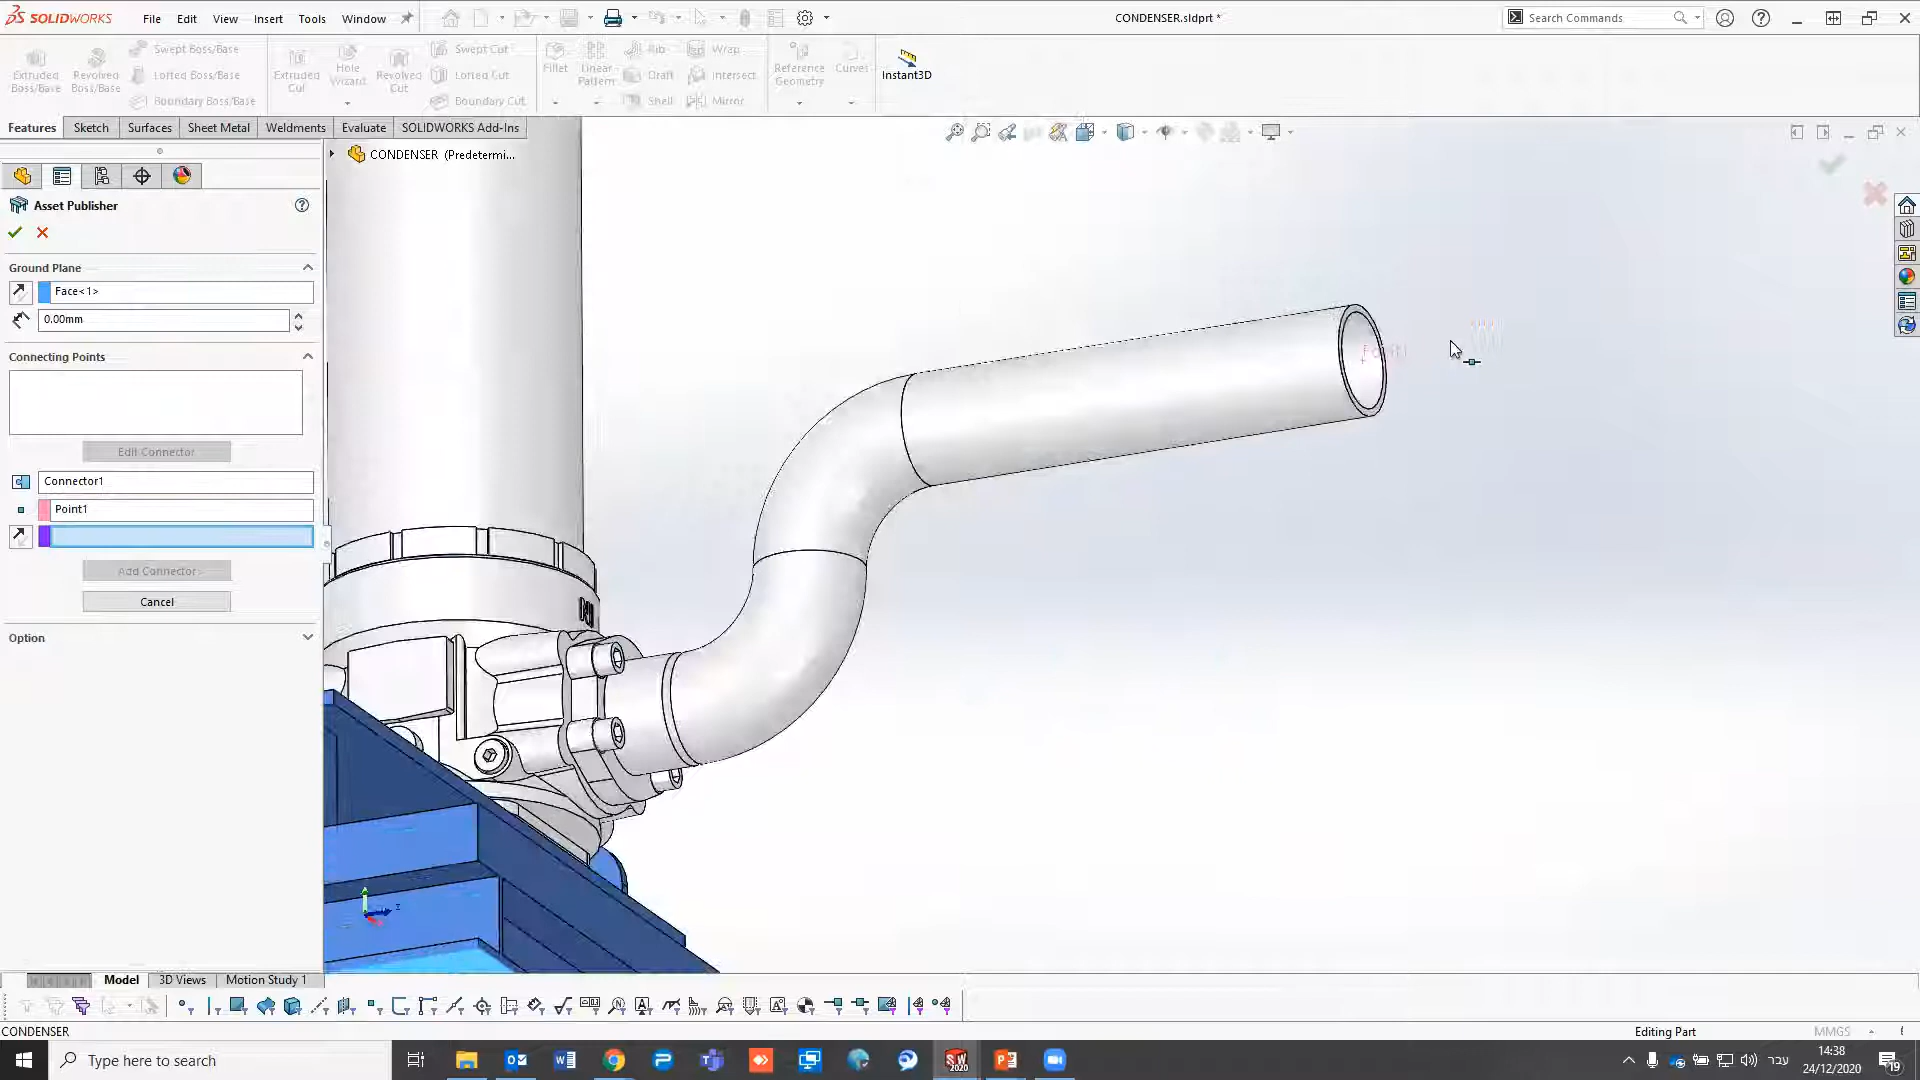 SOLIDWORKS
File Edit View Insert Tools Window
CONDENSER.sldprt *
Search Commands
Extruded Boss/Base
Revolved Boss/Base
Swept Boss/Base
Lofted Boss/Base
Boundary Boss/Base
Extruded Cut
Hole Wizard
Revolved Cut
Swept Cut
Lofted Cut
Boundary Cut
Fillet
Linear Pattern
Rib
Draft
Shell
Wrap
Intersect
Mirror
Reference Geometry
Curves
Instant3D
Features Sketch Surfaces Sheet Metal Weldments Evaluate SOLIDWORKS Add-Ins
CONDENSER (Predetermi...
Asset Publisher
Ground Plane
Face<1>
0.00mm
Connecting Points
Edit Connector
Connector1
Point1
Add Connector
Cancel
Option
Point1
Z
Model 3D Views Motion Study 1
CONDENSER
Editing Part
MMGS
Type here to search
SW 2020
עבר
14:38
24/12/2020
19